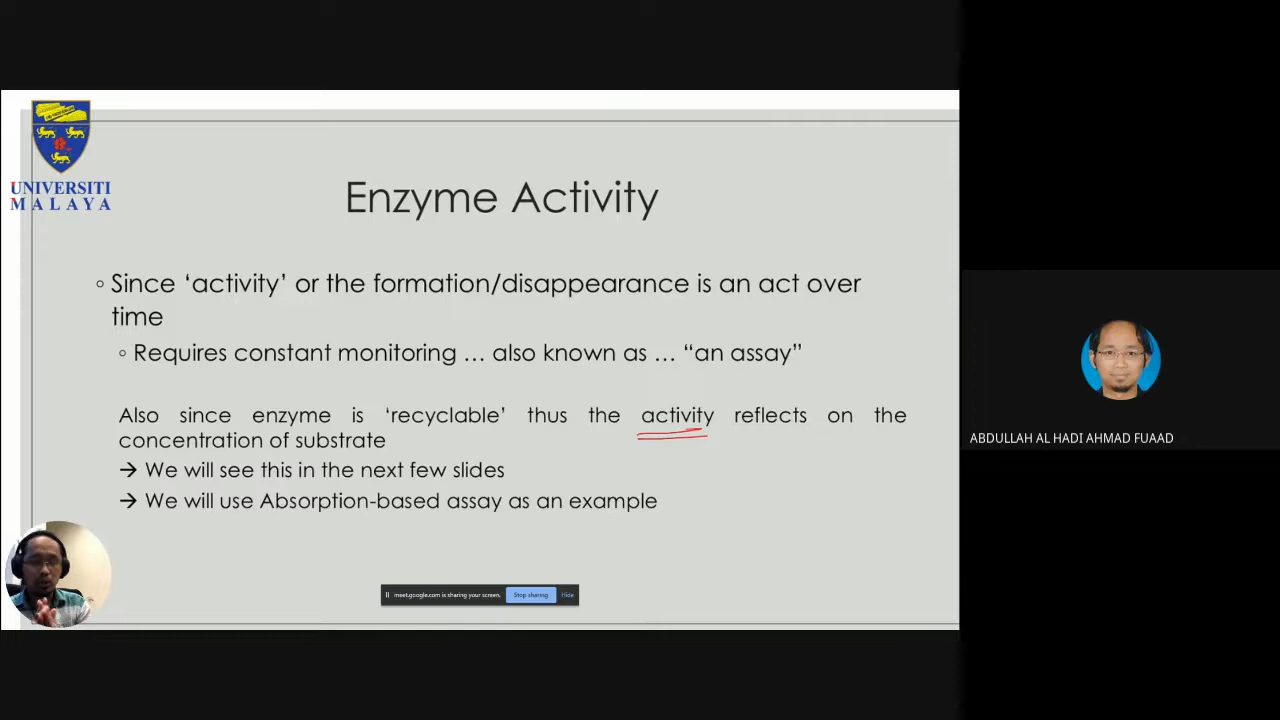 UNIVERSITI
MALAYA
Enzyme Activity
◦ Since ‘activity’ or the formation/disappearance is an act over
time
◦ Requires constant monitoring … also known as … “an assay”
Also since enzyme is ‘recyclable’ thus the activity reflects on the
concentration of substrate
→ We will see this in the next few slides
→ We will use Absorption-based assay as an example
meet.google.com is sharing your screen. Stop sharing Hide
ABDULLAH AL HADI AHMAD FUAAD